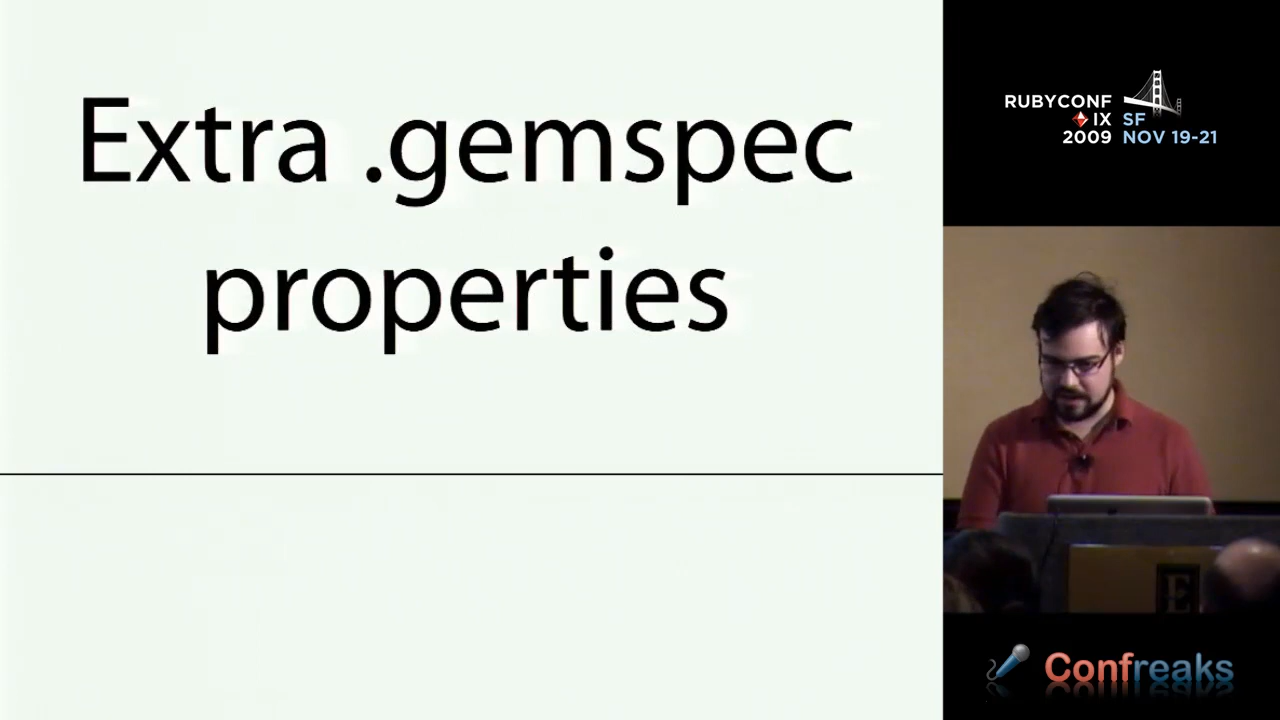 Extra .gemspec
properties
RUBYCONF
IX SF
2009 NOV 19-21
E
Confreaks